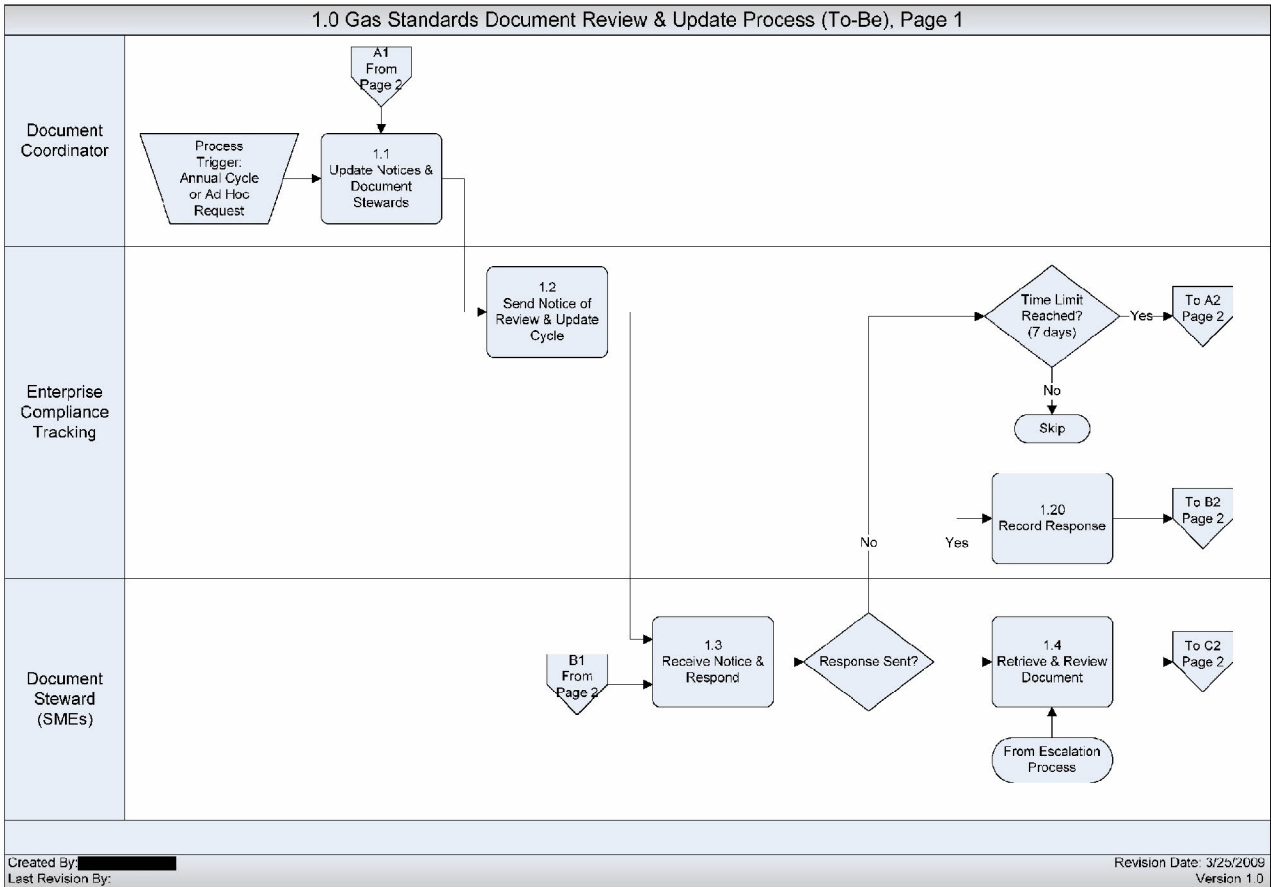 1.0 Gas Standards Document Review & Update Process (To-Be), Page 1
Document
Coordinator
A1
From
Page 2
Process
Trigger:
Annual Cycle
or Ad Hoc
Request
1.1
Update Notices &
Document
Stewards
Enterprise
Compliance
Tracking
1.2
Send Notice of
Review & Update
Cycle
Time Limit
Reached?
(7 days)
Yes
To A2
Page 2
No
Skip
1.20
Record Response
To B2
Page 2
No
Yes
Document
Steward
(SMEs)
B1
From
Page 2
1.3
Receive Notice &
Respond
Response Sent?
1.4
Retrieve & Review
Document
To C2
Page 2
From Escalation
Process
Created By:
Last Revision By:
Revision Date: 3/25/2009
Version 1.0